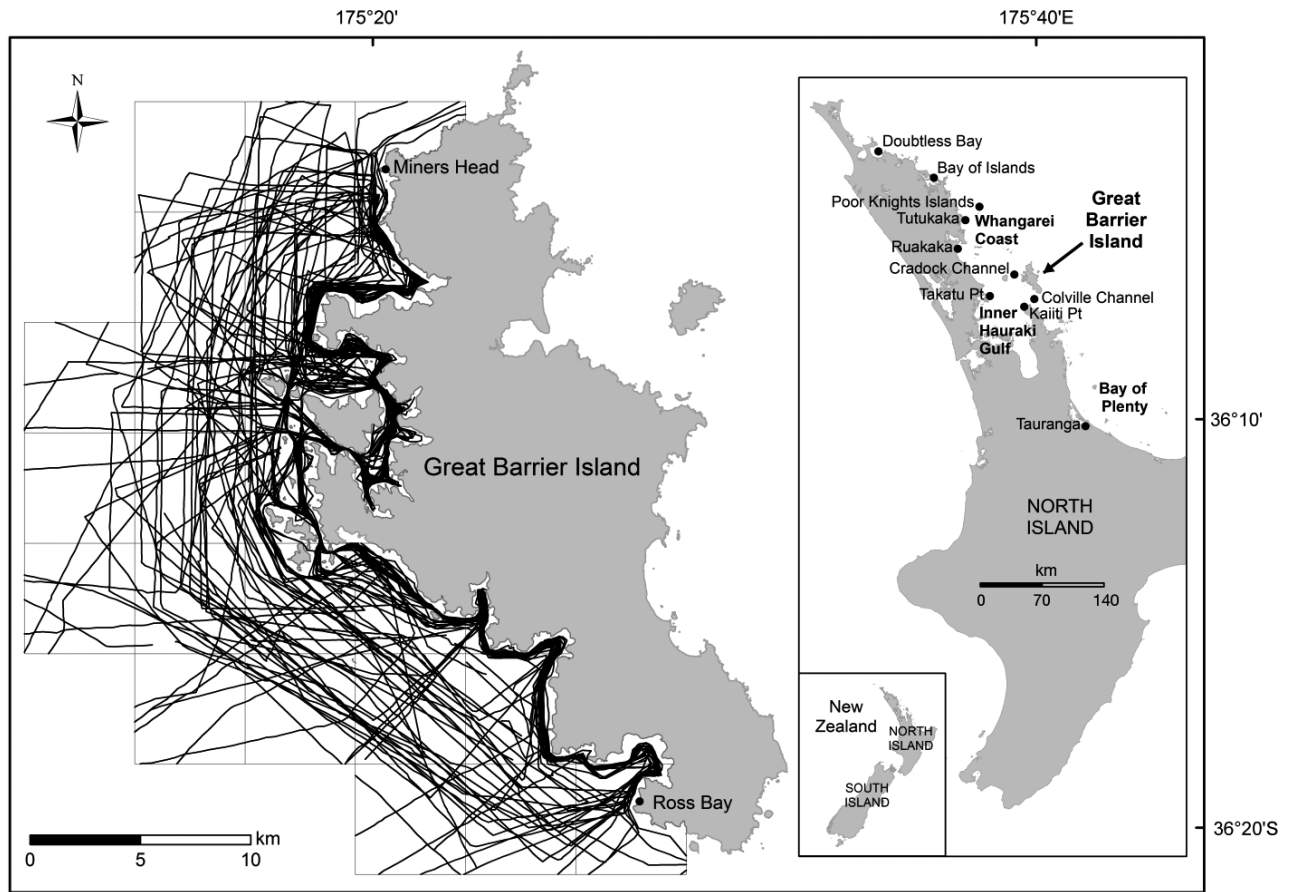 175°20'
175°40'E
N
Miners Head
Great Barrier Island
Ross Bay
km
0
5
10
Doubtless Bay
Bay of Islands
Poor Knights Islands
Tutukaka
Whangarei
Coast
Great
Barrier
Island
Ruakaka
Cradock Channel
Takatu Pt
Colville Channel
Kaiiti Pt
Inner
Hauraki
Gulf
Bay of
Plenty
Tauranga
NORTH
ISLAND
km
0
70
140
New
Zealand
NORTH
ISLAND
SOUTH
ISLAND
36°10'
36°20'S